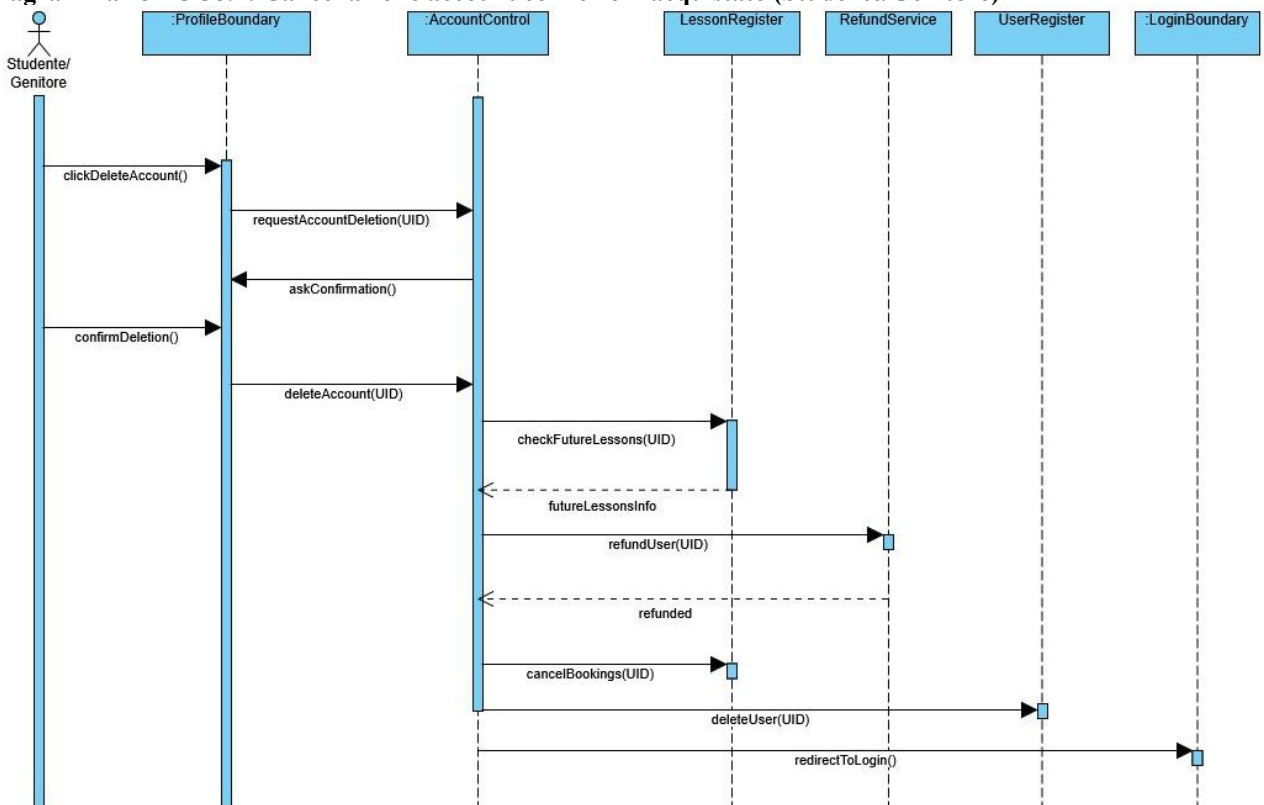 :ProfileBoundary
:AccountControl
LessonRegister
RefundService
UserRegister
:LoginBoundary
Studente/
Genitore
clickDeleteAccount()
requestAccountDeletion(UID)
askConfirmation()
confirmDeletion()
deleteAccount(UID)
checkFutureLessons(UID)
futureLessonsInfo
refundUser(UID)
refunded
cancelBookings(UID)
deleteUser(UID)
redirectToLogin()